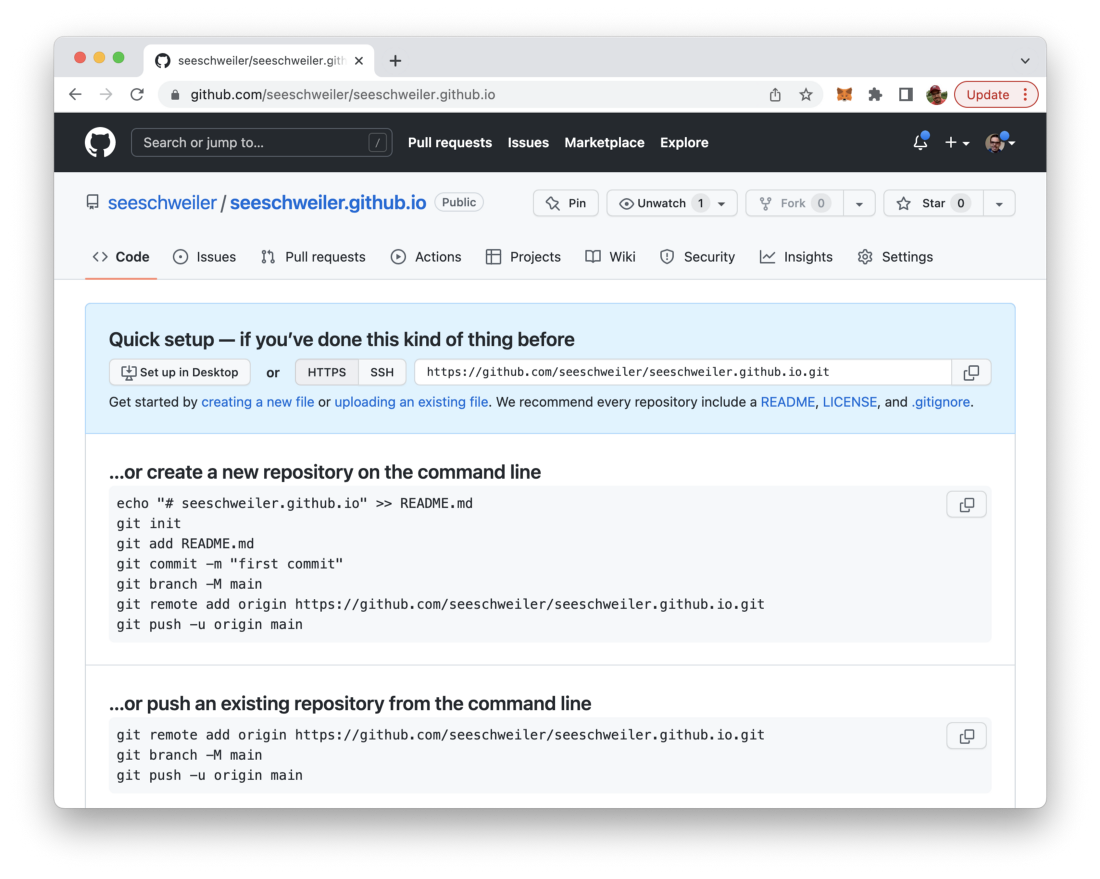 seeschweiler/seeschweiler.gith
github.com/seeschweiler/seeschweiler.github.io
Update
Search or jump to... /
Pull requests Issues Marketplace Explore
seeschweiler / seeschweiler.github.io Public
Pin Unwatch 1 Fork 0 Star 0
Code Issues Pull requests Actions Projects Wiki Security Insights Settings
Quick setup — if you’ve done this kind of thing before
Set up in Desktop or HTTPS SSH https://github.com/seeschweiler/seeschweiler.github.io.git
Get started by creating a new file or uploading an existing file. We recommend every repository include a README, LICENSE, and .gitignore.
…or create a new repository on the command line
echo "# seeschweiler.github.io" >> README.md
git init
git add README.md
git commit -m "first commit"
git branch -M main
git remote add origin https://github.com/seeschweiler/seeschweiler.github.io.git
git push -u origin main
…or push an existing repository from the command line
git remote add origin https://github.com/seeschweiler/seeschweiler.github.io.git
git branch -M main
git push -u origin main